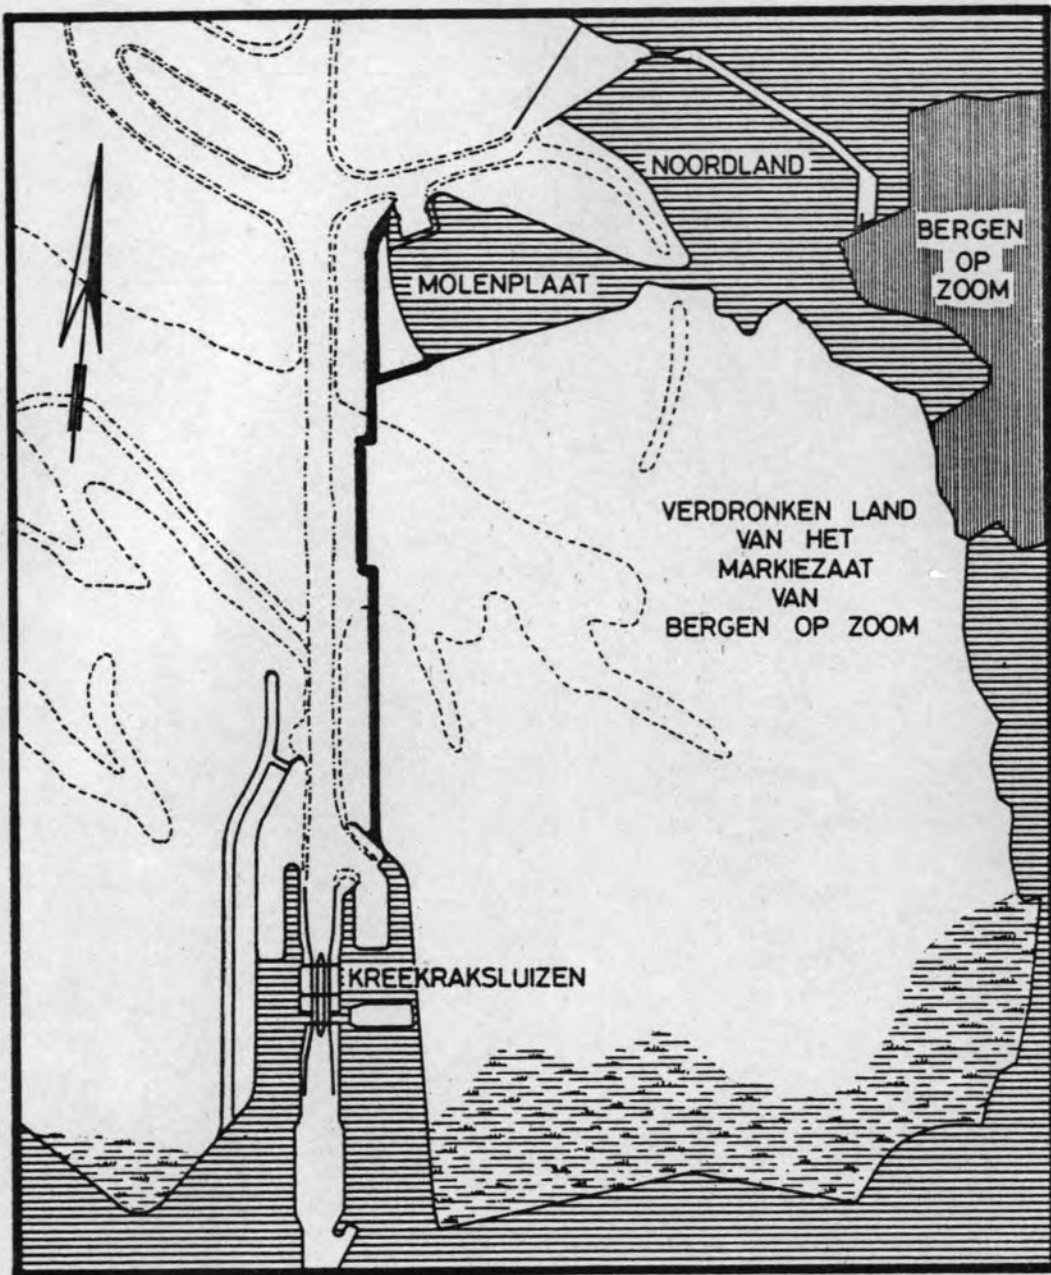 NOORDLAND
BERGEN
OP
ZOOM
MOLENPLAAT
VERDRONKEN LAND
VAN HET
MARKIEZAAT
VAN
BERGEN OP ZOOM
KREEKRAKSLUIZEN